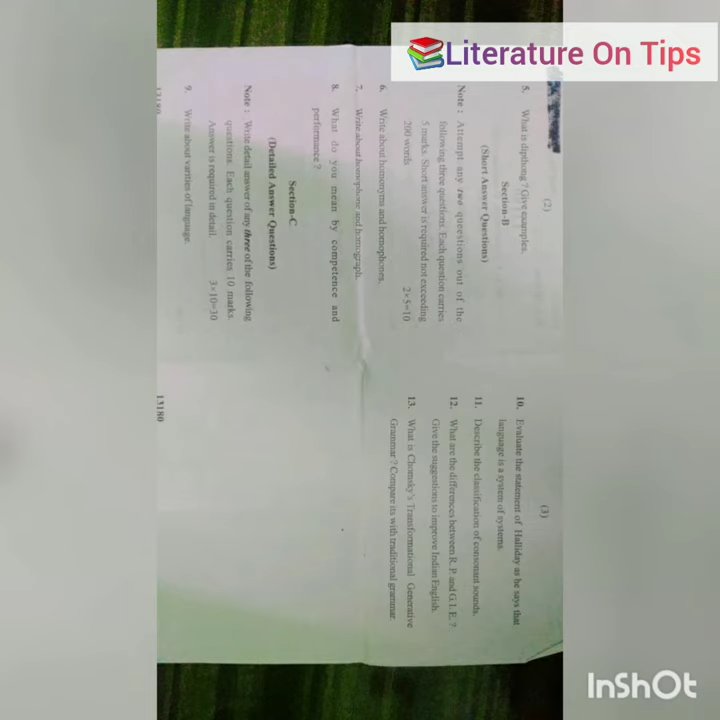 📚Literature On Tips
(2)
5. What is dipthong ? Give examples.
Section-B
(Short Answer Questions)
Note : Attempt any two queestions out of the
following three questions. Each question carries
5 marks. Short answer is required not exceeding
200 words. 2×5=10
6. Write about homonyms and homophones.
7. Write about homophone and homograph.
8. What do you mean by competence and
performance ?
Section-C
(Detailed Answer Questions)
Note : Write detail answer of any three of the following
questions. Each question carries 10 marks.
Answer is required in detail. 3×10=30
9. Write about varities of language.
13180
(3)
10. Evaluate the statement of Halliday as he says that
language is a system of systems.
11. Describe the classification of consonant sounds.
12. What are the differences between R. P. and G. I. E. ?
Give the suggestions to improve Indian English.
13. What is Chomsky's Transformational Generative
Grammar ? Compare its with traditional grammar.
13180
InShOt